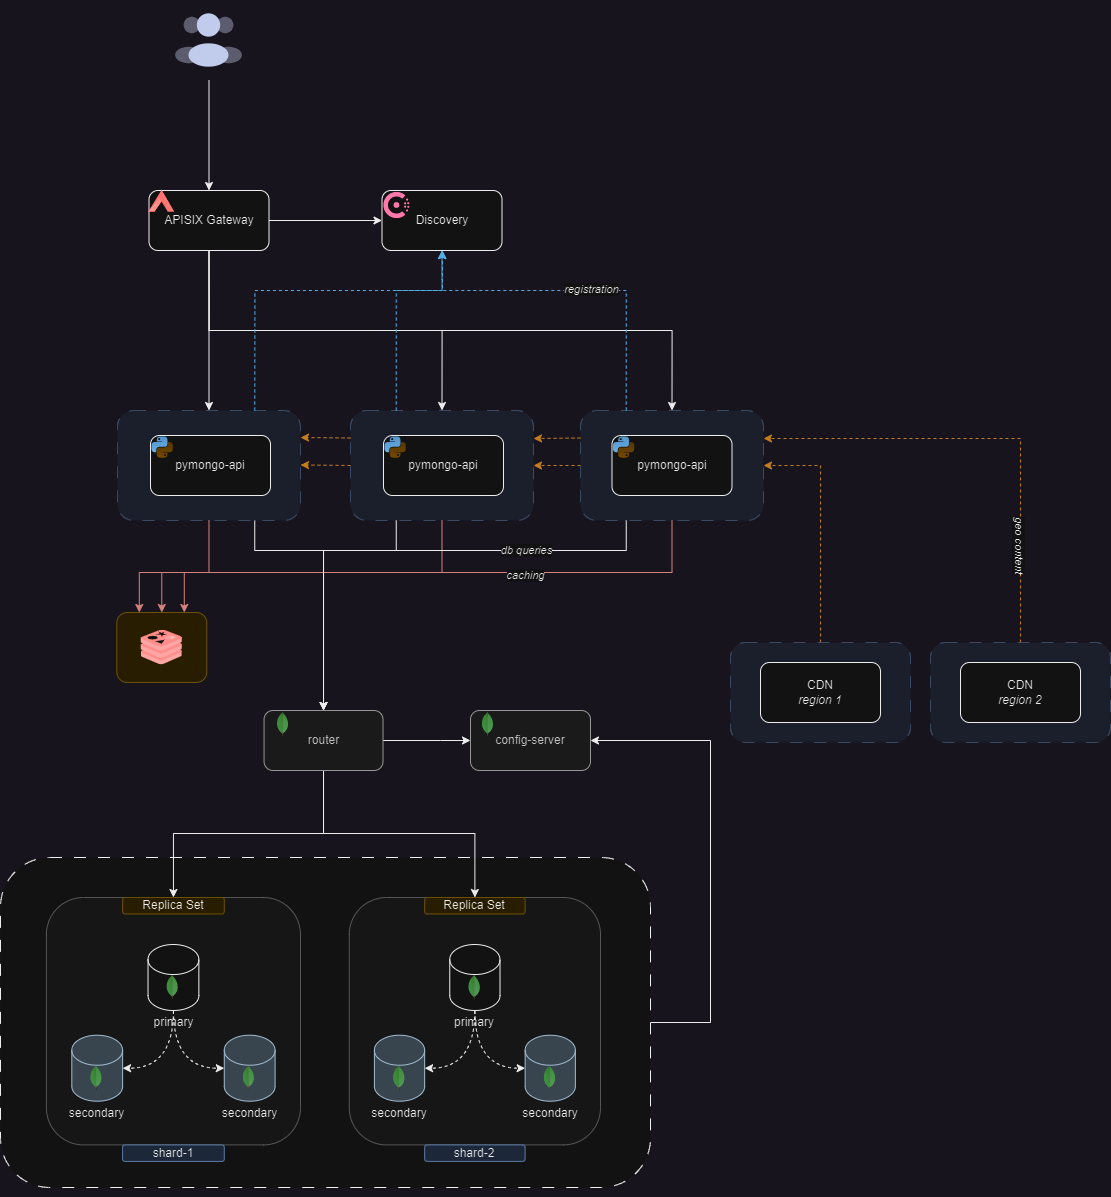 APISIX Gateway
Discovery
registration
pymongo-api
pymongo-api
pymongo-api
db queries
caching
geo content
CDN
region 1
CDN
region 2
router
config-server
Replica Set
Replica Set
primary
primary
secondary
secondary
secondary
secondary
shard-1
shard-2